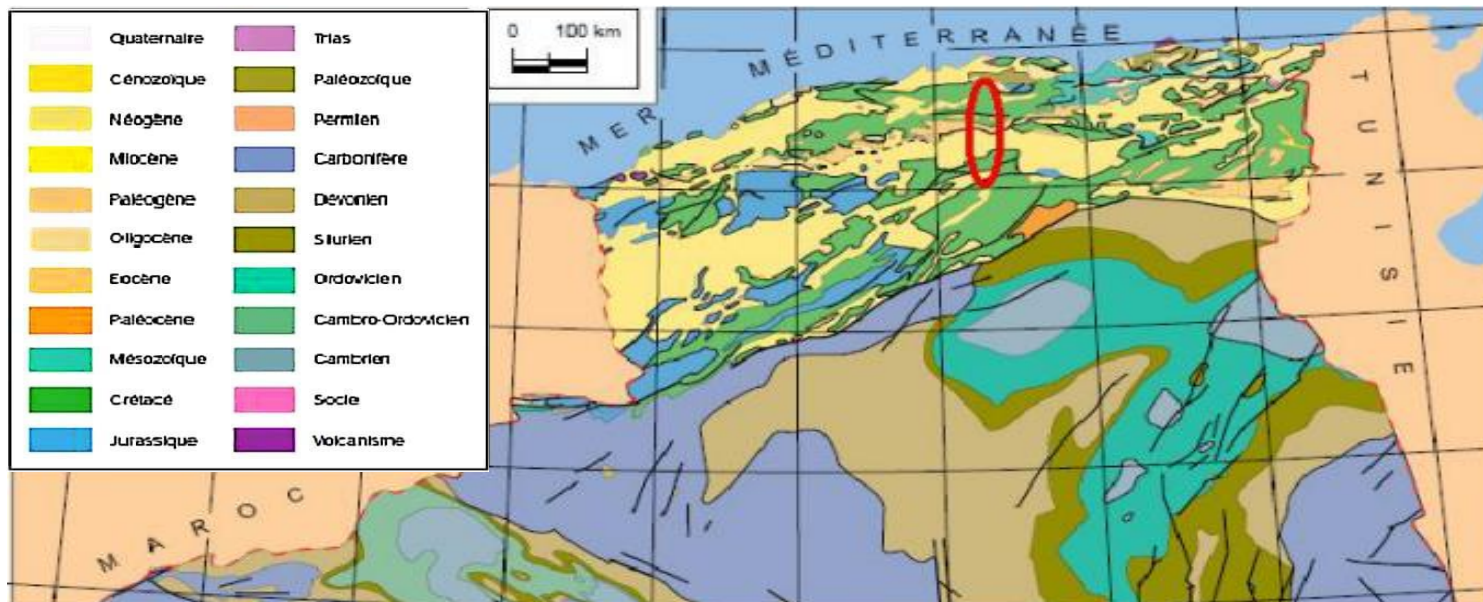 Quaternaire
Cénozoïque
Néogène
Miocène
Paléogène
Oligocène
Eocène
Paléocène
Mésozoïque
Crétacé
Jurassique
Trias
Paléozoïque
Permien
Carbonifère
Dévonien
Silurien
Ordovicien
Cambro-Ordovicien
Cambrien
Socle
Volcanisme
0 100 km
MER MÉDITERRANÉE
TUNISIE
MAROC